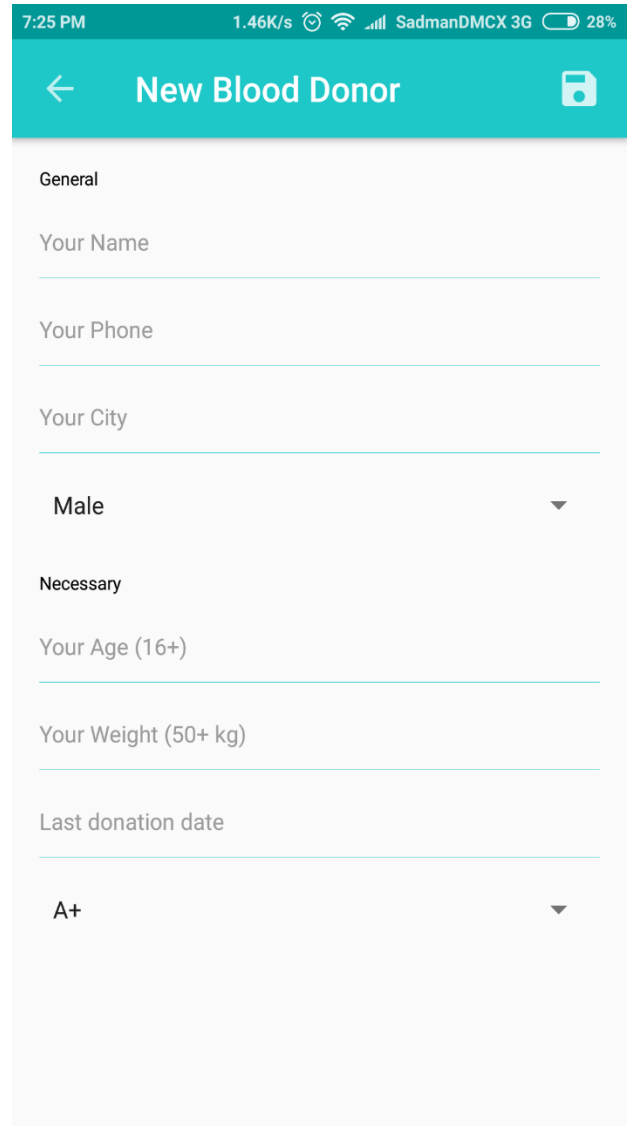 7:25 PM 1.46K/s SadmanDMCX 3G 28%
New Blood Donor
General
Your Name
Your Phone
Your City
Male
Necessary
Your Age (16+)
Your Weight (50+ kg)
Last donation date
A+